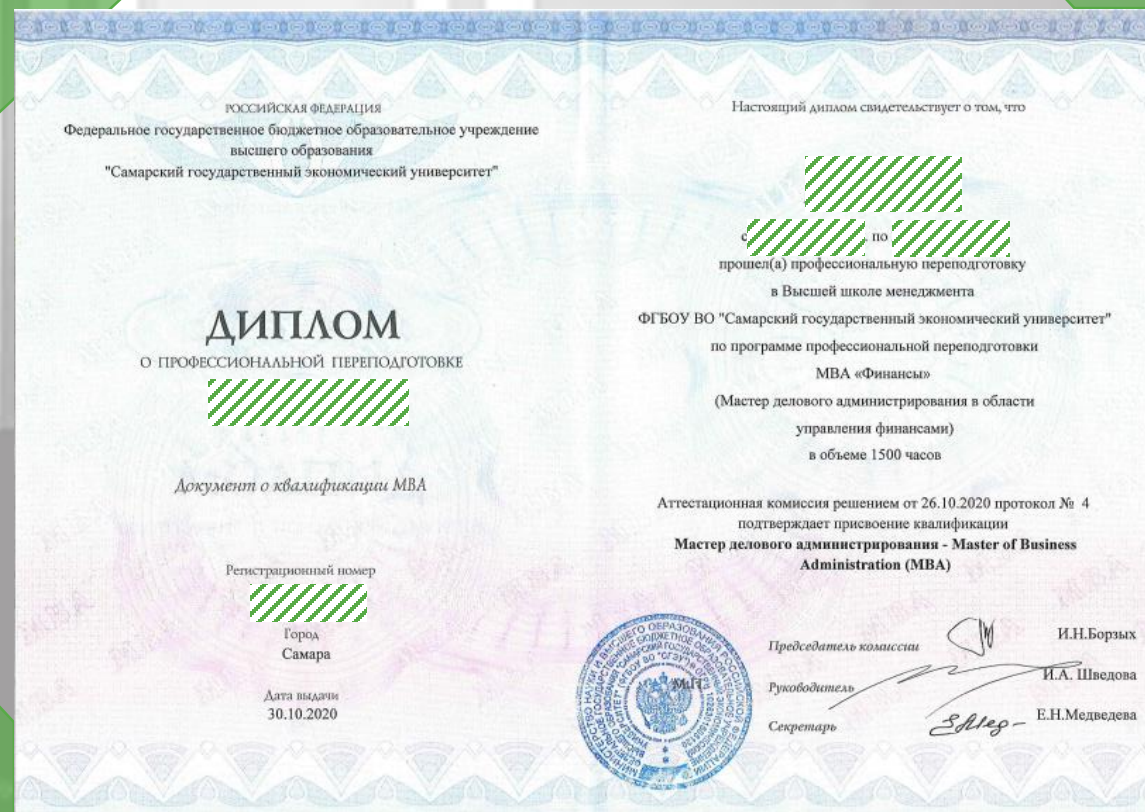 РОССИЙСКАЯ ФЕДЕРАЦИЯ
Федеральное государственное бюджетное образовательное учреждение
высшего образования
"Самарский государственный экономический университет"
ДИПЛОМ
О ПРОФЕССИОНАЛЬНОЙ ПЕРЕПОДГОТОВКЕ
Документ о квалификации МВА
Регистрационный номер
Город
Самара
Дата выдачи
30.10.2020
Настоящий диплом свидетельствует о том, что
с по
прошел(а) профессиональную переподготовку
в Высшей школе менеджмента
ФГБОУ ВО "Самарский государственный экономический университет"
по программе профессиональной переподготовки
МВА «Финансы»
(Мастер делового администрирования в области
управления финансами)
в объеме 1500 часов
Аттестационная комиссия решением от 26.10.2020 протокол № 4
подтверждает присвоение квалификации
Мастер делового администрирования - Master of Business
Administration (MBA)
Председатель комиссии И.Н.Борзых
М.П.
Руководитель И.А. Шведова
Секретарь Е.Н.Медведева